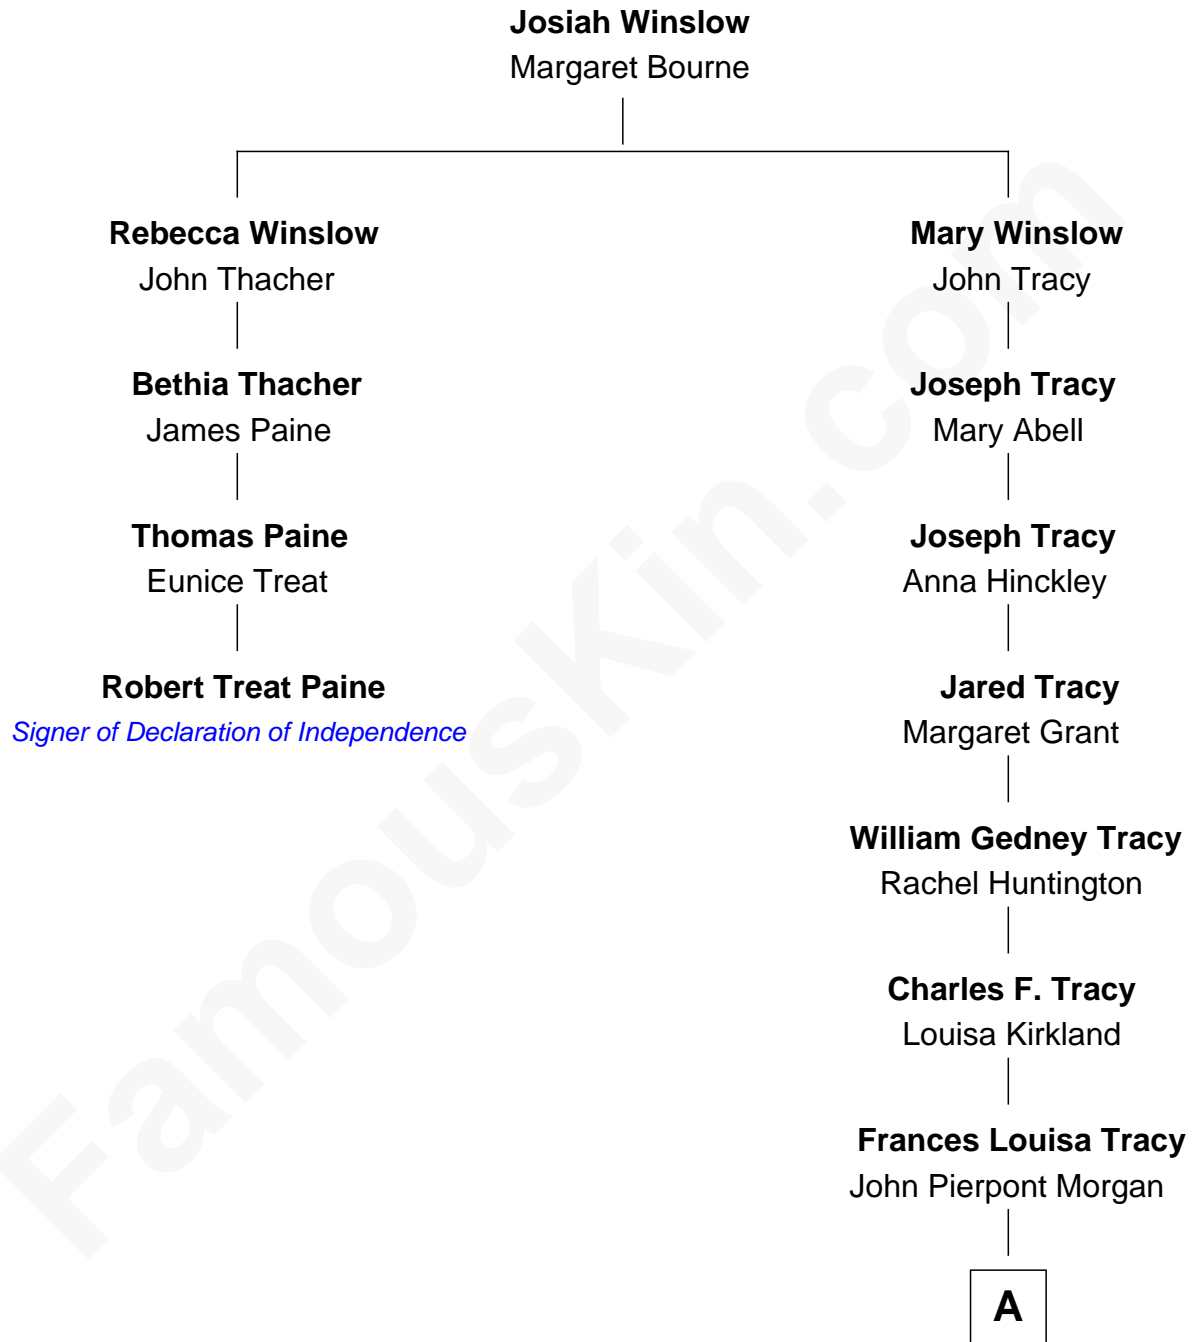 Josiah Winslow
Margaret Bourne
Rebecca Winslow
John Thacher
Mary Winslow
John Tracy
Bethia Thacher
James Paine
Joseph Tracy
Mary Abell
Thomas Paine
Eunice Treat
Joseph Tracy
Anna Hinckley
Robert Treat Paine
Signer of Declaration of Independence
Jared Tracy
Margaret Grant
William Gedney Tracy
Rachel Huntington
Charles F. Tracy
Louisa Kirkland
Frances Louisa Tracy
John Pierpont Morgan
A
FamousKin.com